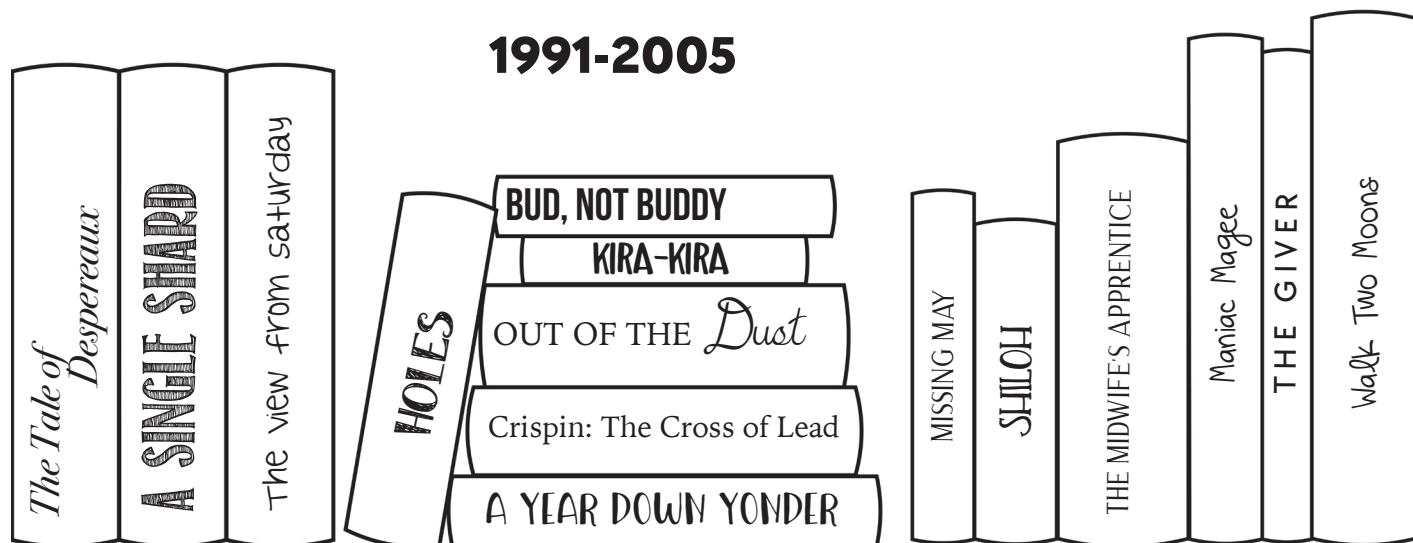 1991-2005
The Tale of
Despereaux
A SINGLE SHARD
The view from saturday
HOLES
BUD, NOT BUDDY
KIRA-KIRA
OUT OF THE Dust
Crispin: The Cross of Lead
A YEAR DOWN YONDER
MISSING MAY
SHILOH
THE MIDWIFE'S APPRENTICE
Maniac Magee
THE GIVER
Walk Two Moons